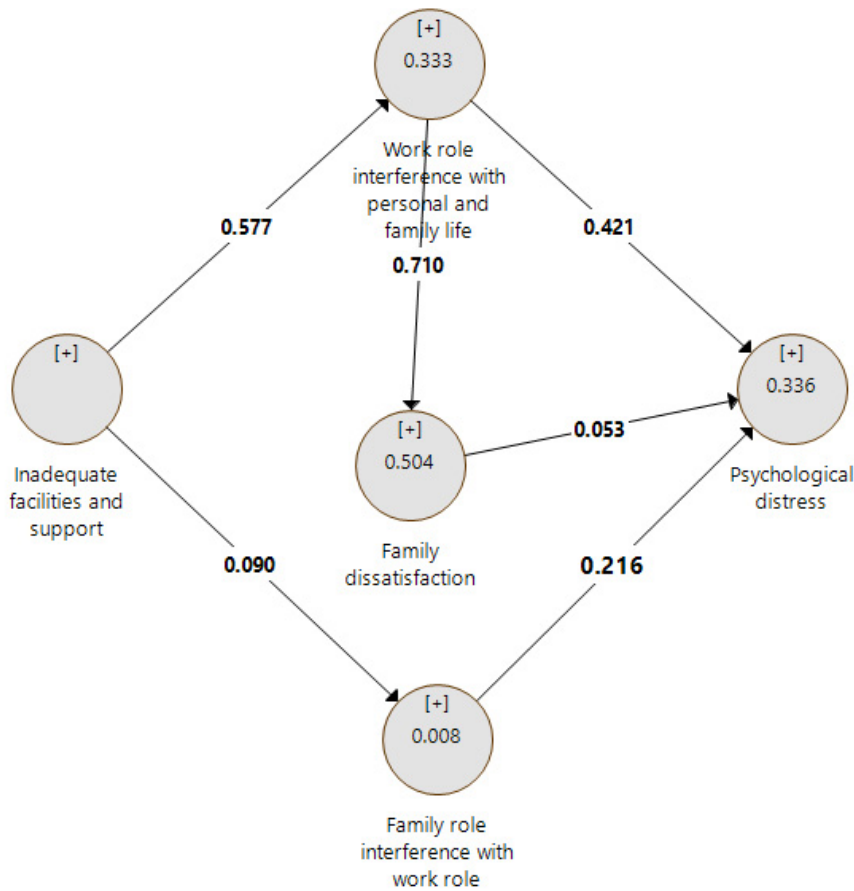 [+]
0.333
Work role
interference with
personal and
family life
0.577
0.421
0.710
[+]
Inadequate
facilities and
support
[+]
0.336
Psychological
distress
[+]
0.504
Family
dissatisfaction
0.053
0.090
0.216
[+]
0.008
Family role
interference with
work role